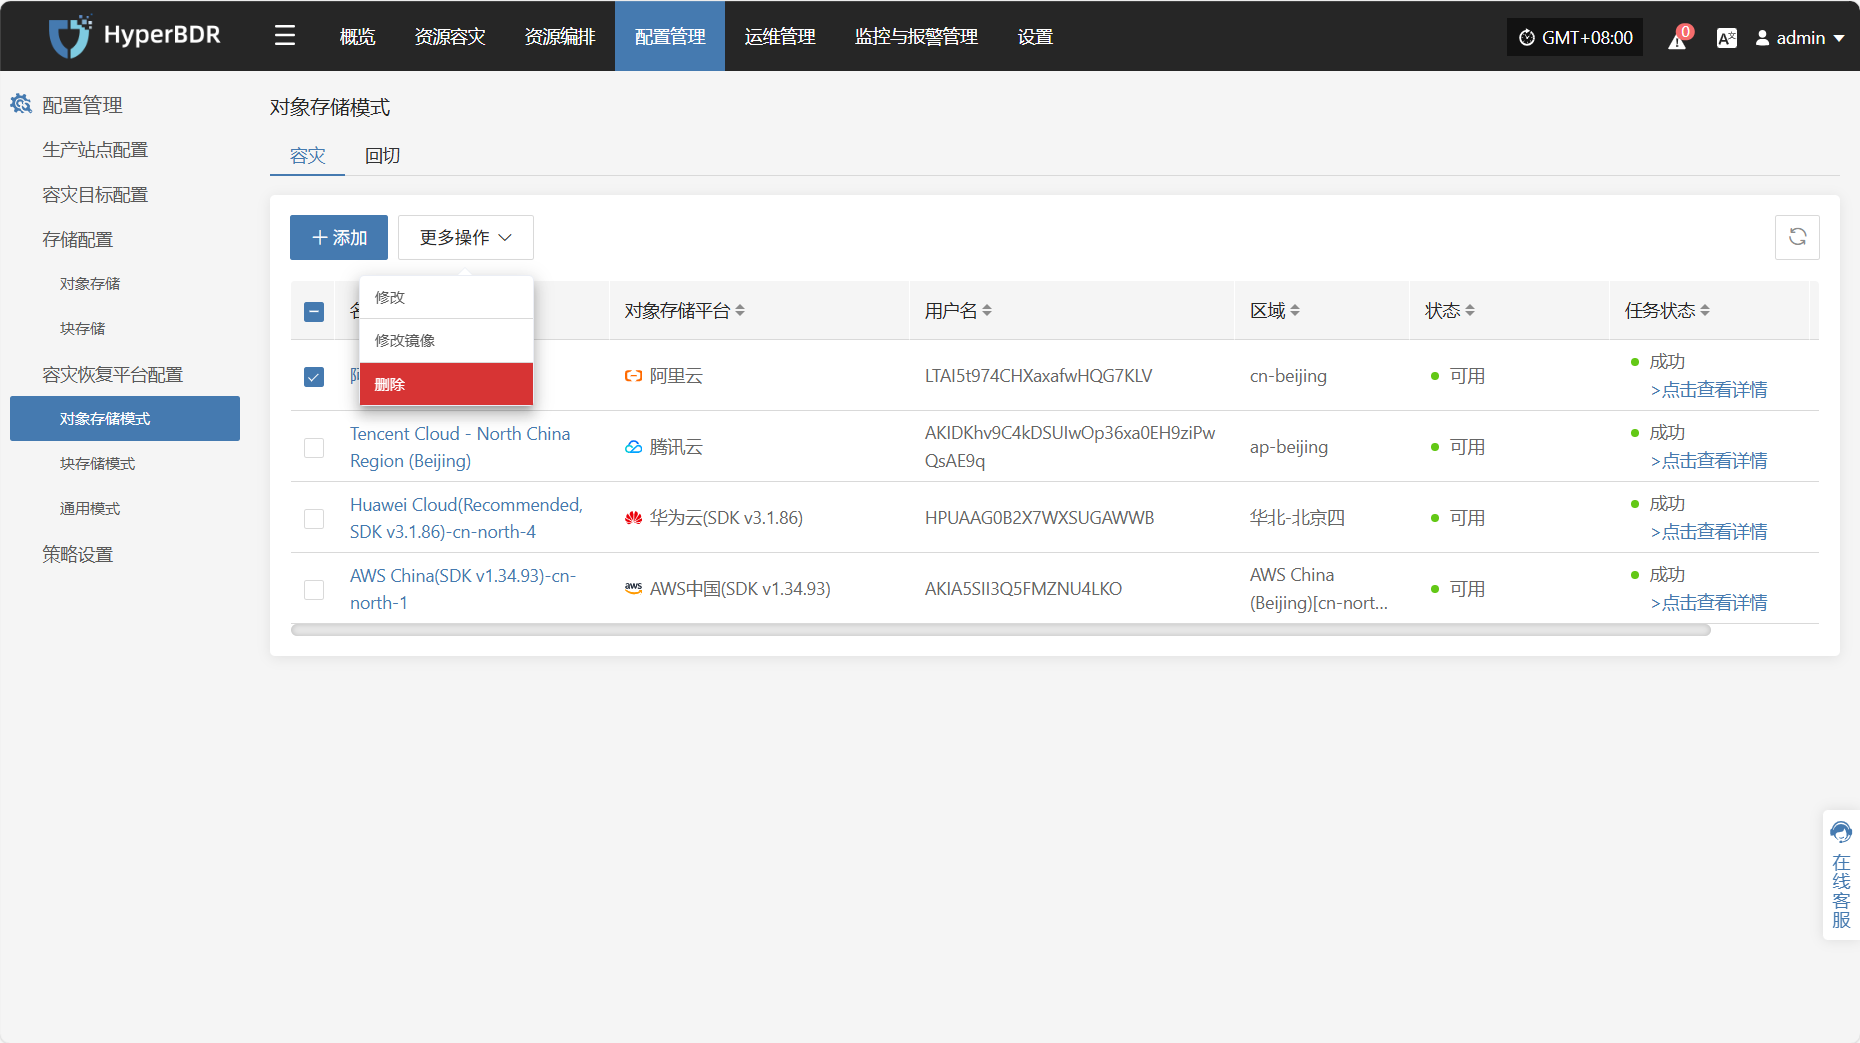 HyperBDR
概览
资源容灾
资源编排
配置管理
运维管理
监控与报警管理
设置
GMT+08:00
0
admin
配置管理
生产站点配置
容灾目标配置
存储配置
对象存储
块存储
容灾恢复平台配置
对象存储模式
块存储模式
通用模式
策略设置
对象存储模式
容灾
回切
添加
更多操作
修改
修改镜像
删除
对象存储平台
用户名
区域
状态
任务状态
阿里云
LTAI5t974CHXaxafwHQG7KLV
cn-beijing
可用
成功
>点击查看详情
Tencent Cloud - North China
Region (Beijing)
腾讯云
AKIDKhv9C4kDSUIwOp36xa0EH9ziPw
QsAE9q
ap-beijing
可用
成功
>点击查看详情
Huawei Cloud(Recommended,
SDK v3.1.86)-cn-north-4
华为云(SDK v3.1.86)
HPUAAG0B2X7WXSUGAWWB
华北-北京四
可用
成功
>点击查看详情
AWS China(SDK v1.34.93)-cn-
north-1
aws
AWS中国(SDK v1.34.93)
AKIA5SII3Q5FMZNU4LKO
AWS China
(Beijing)[cn-nort...
可用
成功
>点击查看详情
在线客服